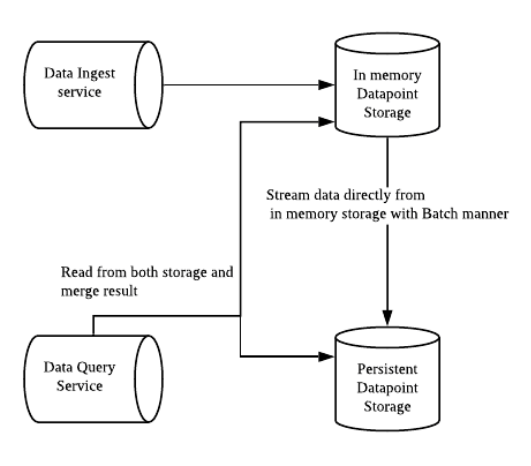 Data Ingest
service
In memory
Datapoint
Storage
Stream data directly from
in memory storage with Batch manner
Read from both storage and
merge result
Data Query
Service
Persistent
Datapoint
Storage